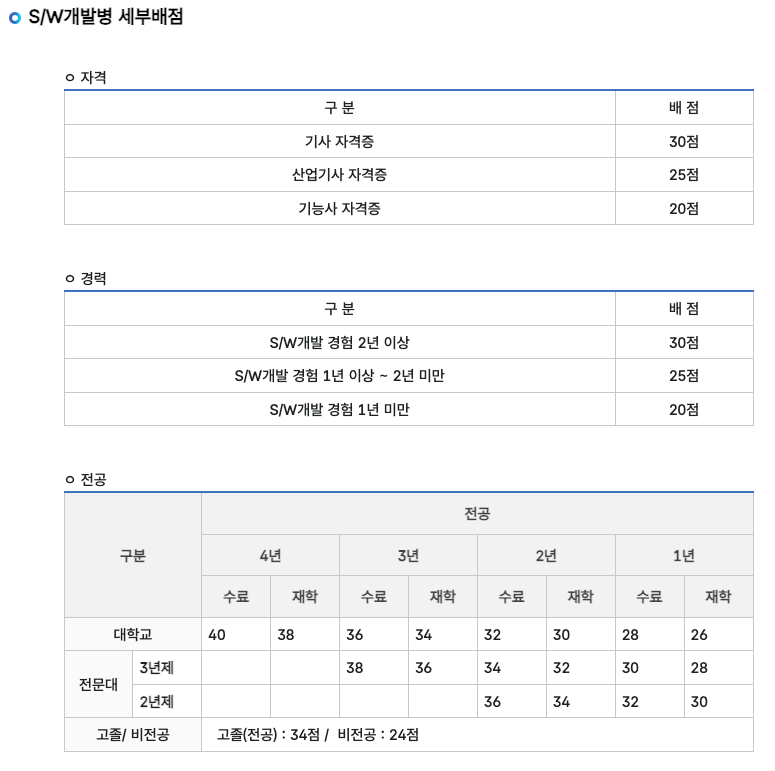 S/W개발병 세부배점
ㅇ 자격
구 분 배 점
기사 자격증 30점
산업기사 자격증 25점
기능사 자격증 20점
ㅇ 경력
구 분 배 점
S/W개발 경험 2년 이상 30점
S/W개발 경험 1년 이상 ~ 2년 미만 25점
S/W개발 경험 1년 미만 20점
ㅇ 전공
구분 전공
4년 3년 2년 1년
수료 재학 수료 재학 수료 재학 수료 재학
대학교 40 38 36 34 32 30 28 26
전문대 3년제 38 36 34 32 30 28
2년제 36 34 32 30
고졸/ 비전공 고졸(전공) : 34점 / 비전공 : 24점